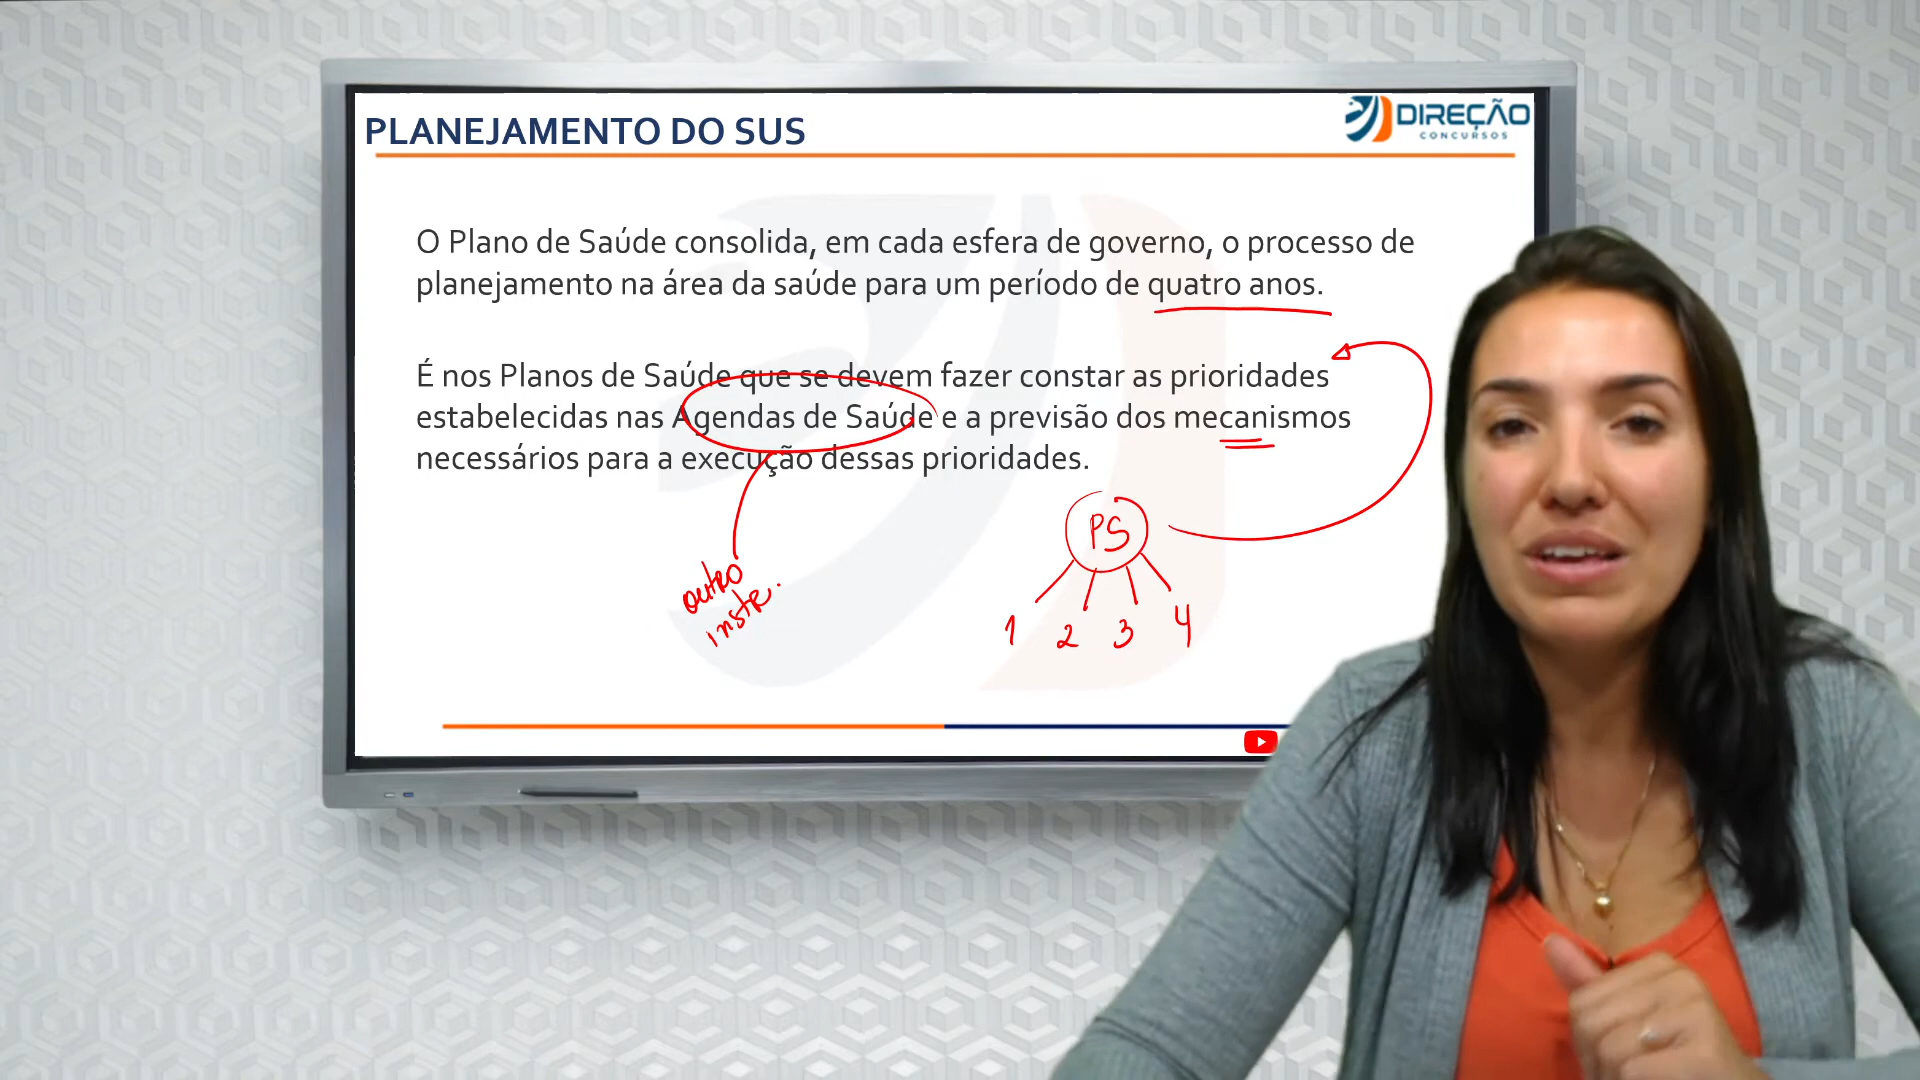 PLANEJAMENTO DO SUS
DIREÇÃO
CONCURSOS
O Plano de Saúde consolida, em cada esfera de governo, o processo de
planejamento na área da saúde para um período de quatro anos.
É nos Planos de Saúde que se devem fazer constar as prioridades
estabelecidas nas Agendas de Saúde e a previsão dos mecanismos
necessários para a execução dessas prioridades.
PS
outro
instr.
1 2 3 4